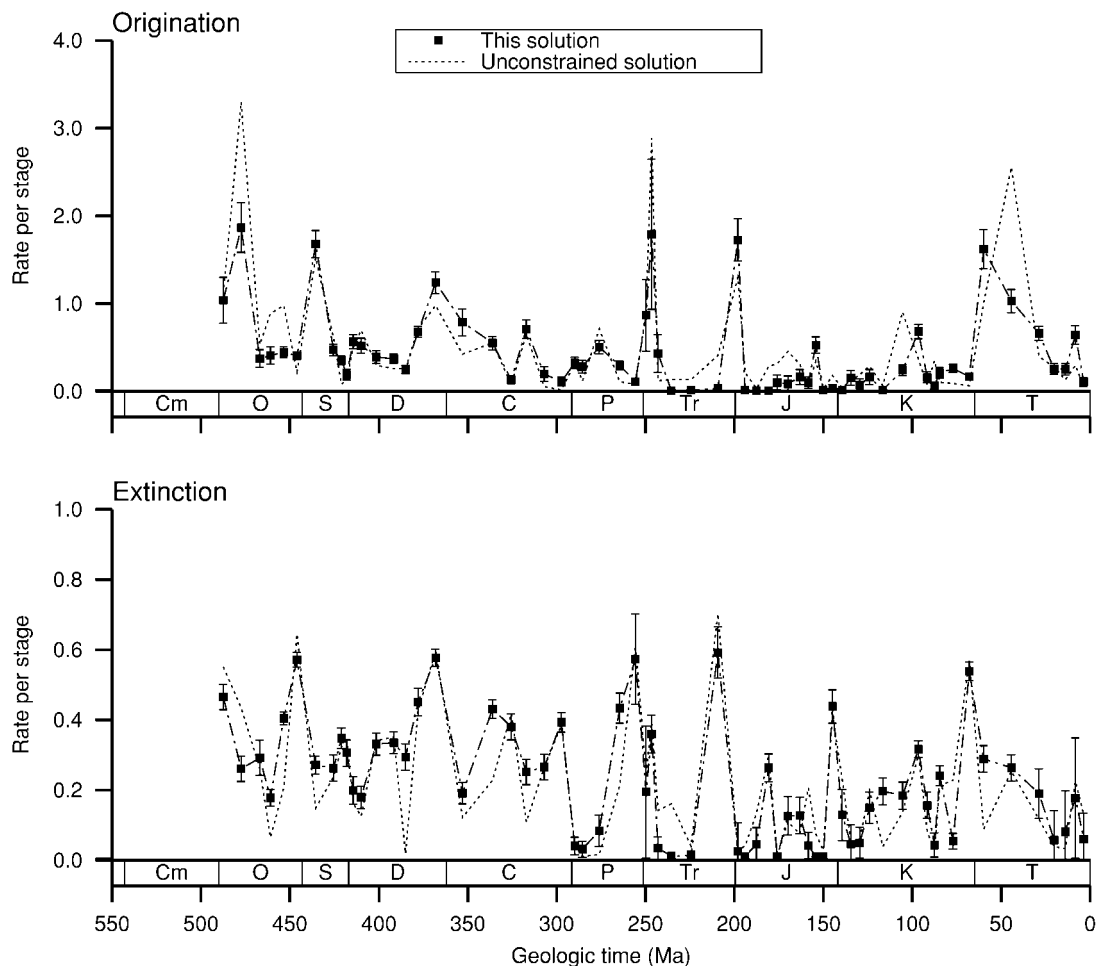 Origination
This solution
Unconstrained solution
4.0
3.0
2.0
1.0
0.0
Rate per stage
Cm O S D C P Tr J K T
Extinction
1.0
0.8
0.6
0.4
0.2
0.0
Rate per stage
Cm O S D C P Tr J K T
550 500 450 400 350 300 250 200 150 100 50 0
Geologic time (Ma)